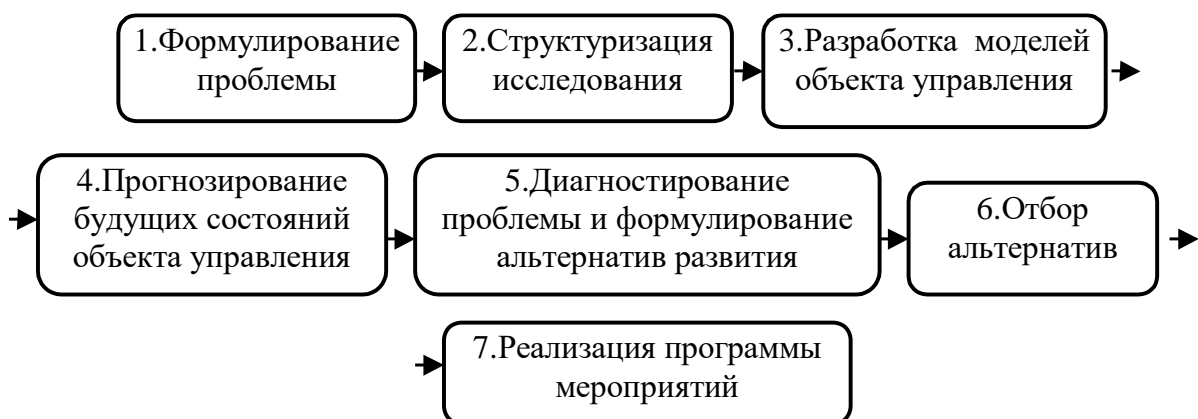 1.Формулирование
проблемы
2.Структуризация
исследования
3.Разработка моделей
объекта управления
4.Прогнозирование
будущих состояний
объекта управления
5.Диагностирование
проблемы и формулирование
альтернатив развития
6.Отбор
альтернатив
7.Реализация программы
мероприятий